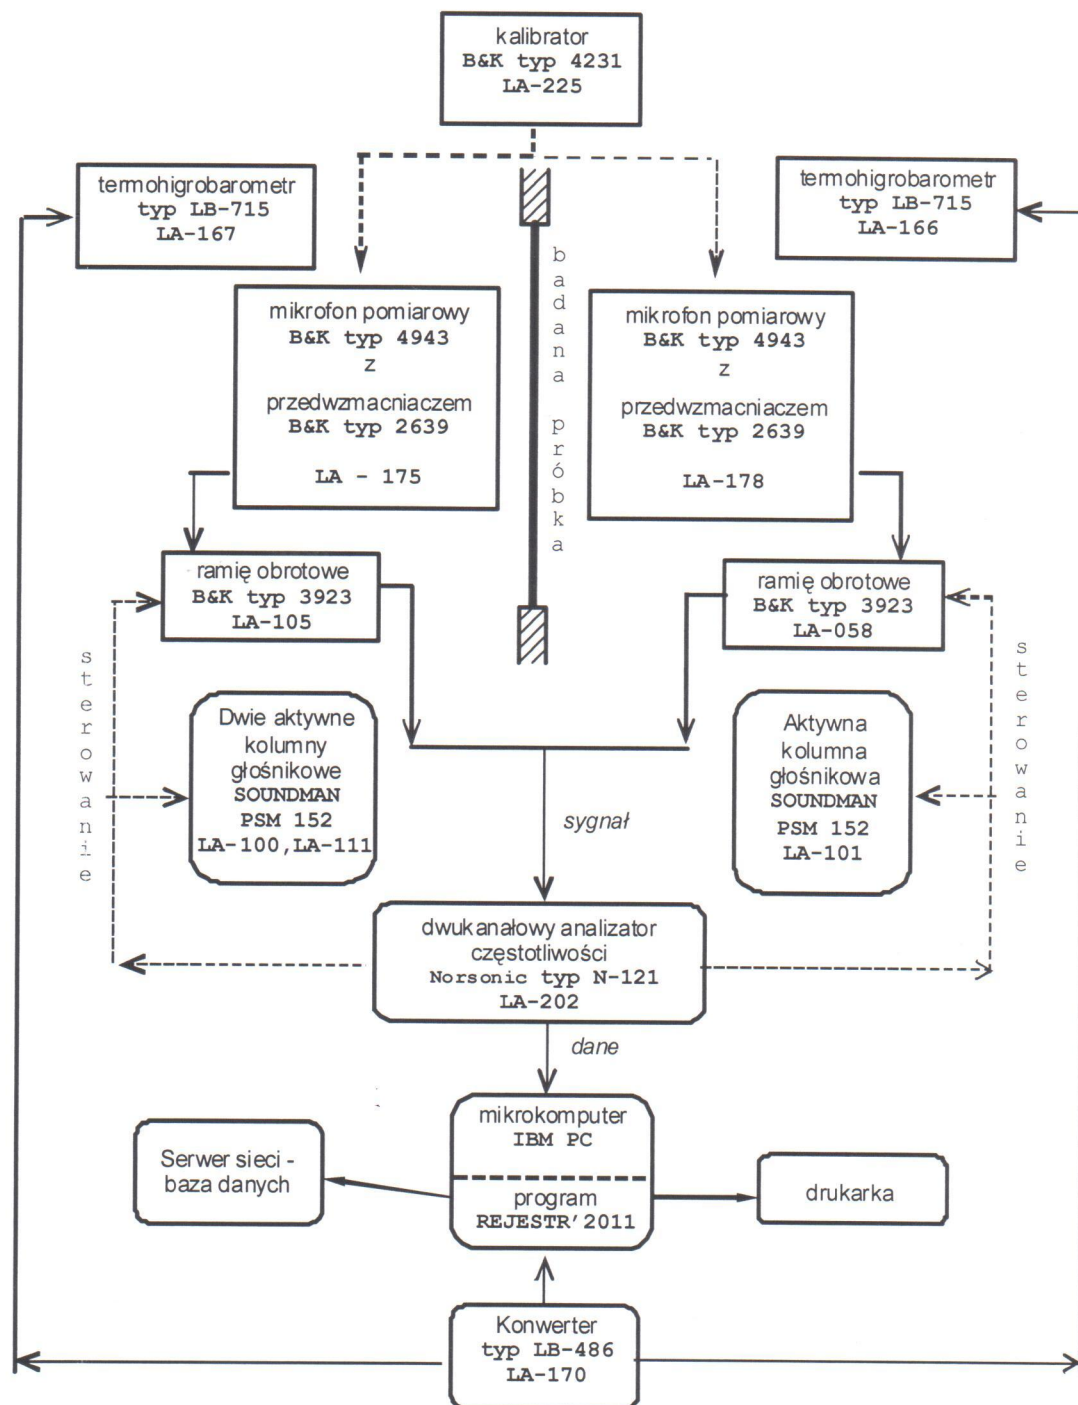 kalibrator
B&K typ 4231
LA-225
termohigrobarometr
typ LB-715
LA-167
termohigrobarometr
typ LB-715
LA-166
mikrofon pomiarowy
B&K typ 4943
z
przedwzmacniaczem
B&K typ 2639
LA - 175
badana próbka
mikrofon pomiarowy
B&K typ 4943
z
przedwzmacniaczem
B&K typ 2639
LA-178
ramię obrotowe
B&K typ 3923
LA-105
ramię obrotowe
B&K typ 3923
LA-058
sterowanie
Dwie aktywne
kolumny
głośnikowe
SOUNDMAN
PSM 152
LA-100,LA-111
Aktywna
kolumna
głośnikowa
SOUNDMAN
PSM 152
LA-101
sterowanie
sygnał
dwukanałowy analizator
częstotliwości
Norsonic typ N-121
LA-202
dane
mikrokomputer
IBM PC
program
REJESTR'2011
Serwer sieci -
baza danych
drukarka
Konwerter
typ LB-486
LA-170